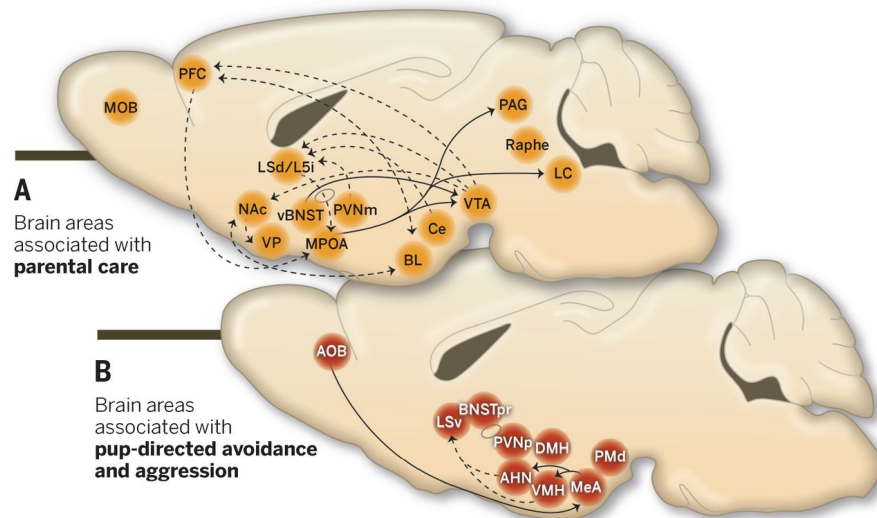 PFC
MOB
PAG
Raphe
LSd/L5i
LC
NAc
vBNST
PVNm
VTA
VP
MPOA
Ce
BL
A
Brain areas
associated with
parental care
AOB
BNSTpr
LSv
PVNp
DMH
PMd
AHN
VMH
MeA
B
Brain areas
associated with
pup-directed avoidance
and aggression